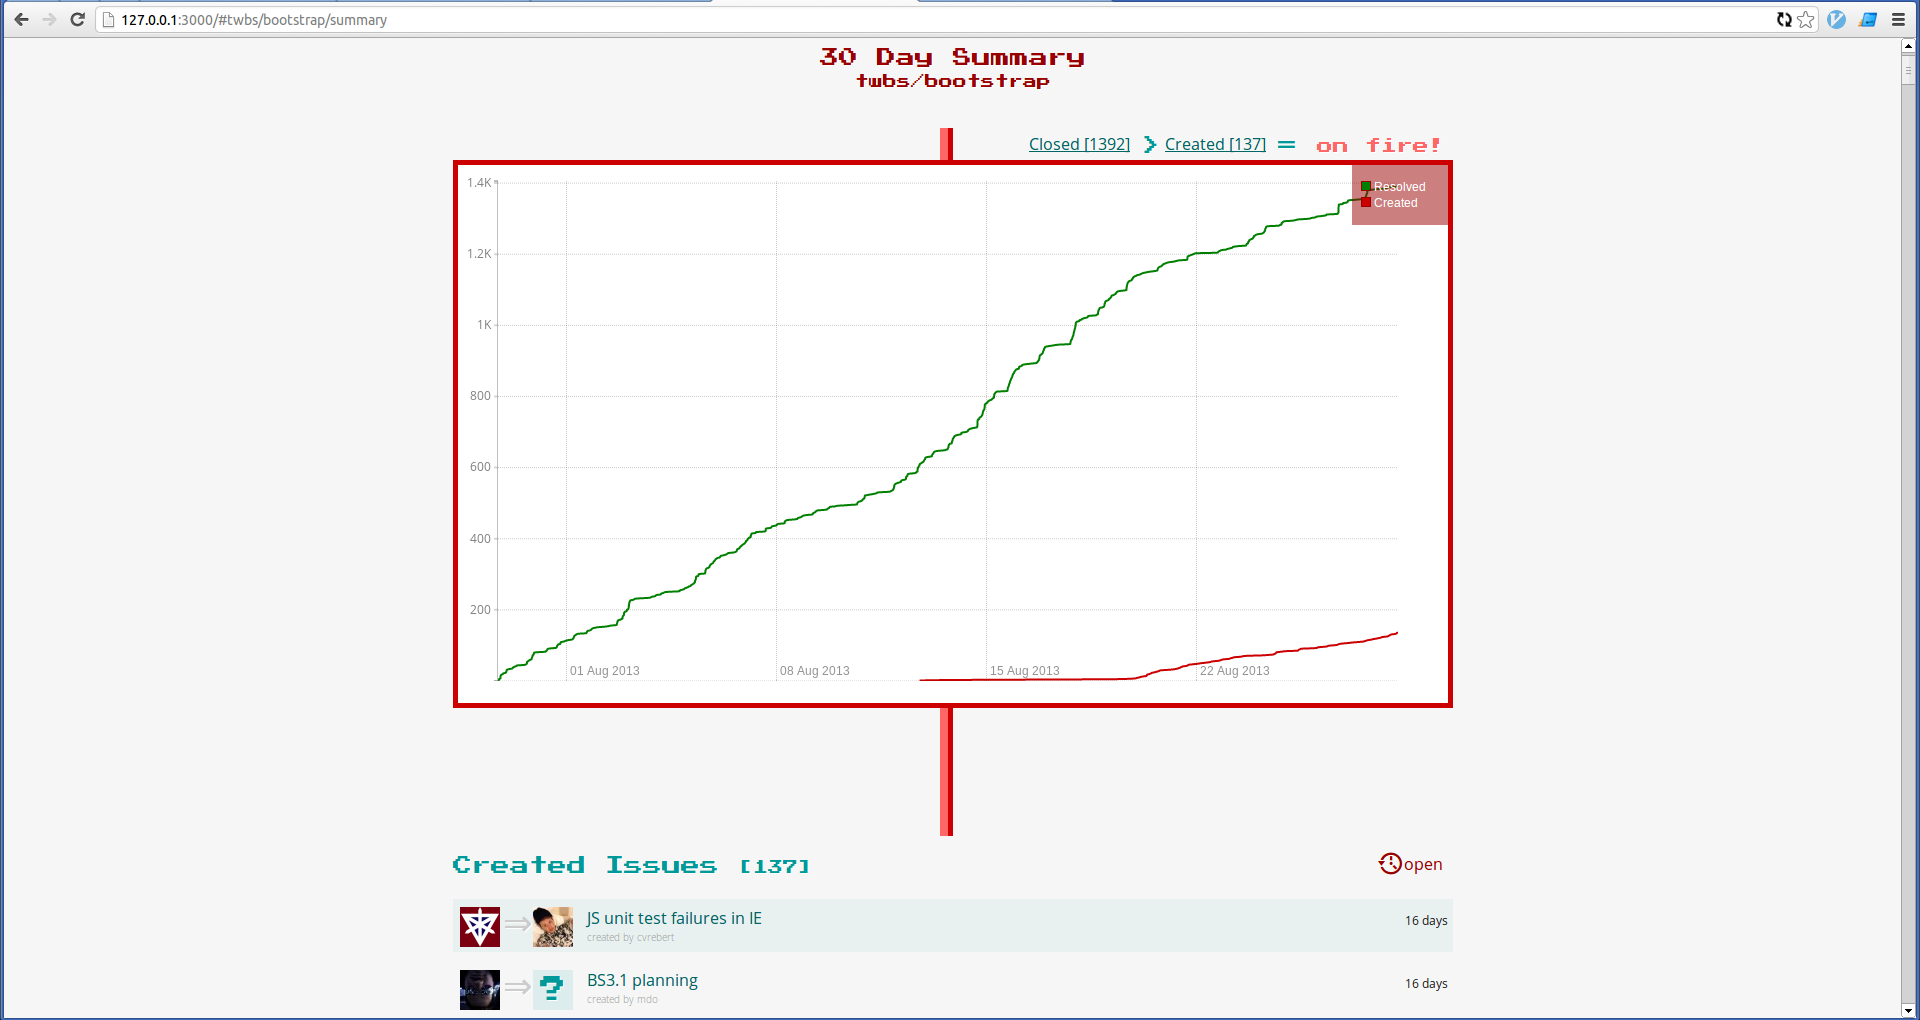 127.0.0.1:3000/#twbs/bootstrap/summary
30 Day Summary
twbs/bootstrap
Closed [1392] > Created [137] = on fire!
Resolved
Created
1.4K
1.2K
1K
800
600
400
200
01 Aug 2013
08 Aug 2013
15 Aug 2013
22 Aug 2013
Created Issues [137]
open
JS unit test failures in IE
16 days
created by cvrebert
?
BS3.1 planning
16 days
created by mdo